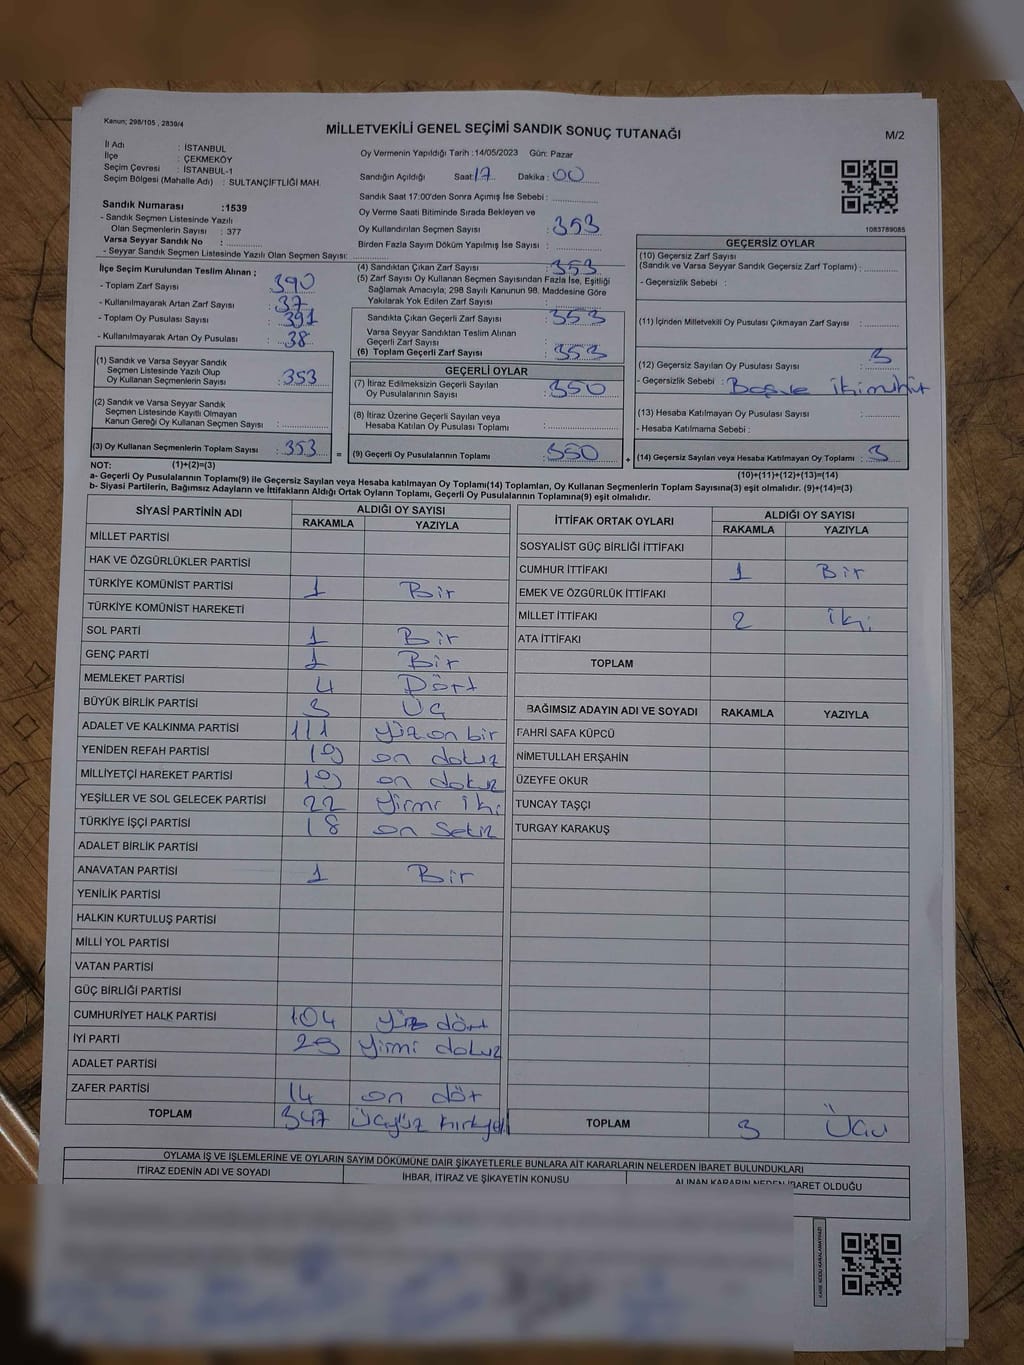 Kanun; 298/105 , 2839/4
MİLLETVEKİLİ GENEL SEÇİMİ SANDIK SONUÇ TUTANAĞI
M/2
İl Adı : İSTANBUL
İlçe : ÇEKMEKÖY
Seçim Çevresi : İSTANBUL-1
Seçim Bölgesi (Mahalle Adı) : SULTANÇİFTLİĞİ MAH.
Oy Vermenin Yapıldığı Tarih :14/05/2023 Gün: Pazar
Sandığın Açıldığı Saat:17 Dakika : 00
Sandık Saat 17:00'den Sonra Açımış İse Sebebi :
Oy Verme Saati Bitiminde Sırada Bekleyen ve
Oy Kullandırılan Seçmen Sayısı : 353
Birden Fazla Sayım Döküm Yapılmış İse Sayısı :
1083789085
Sandık Numarası :1539
- Sandık Seçmen Listesinde Yazılı
Olan Seçmenlerin Sayısı : 377
Varsa Seyyar Sandık No :
- Seyyar Sandık Seçmen Listesinde Yazılı Olan Seçmen Sayısı:
İlçe Seçim Kurulundan Teslim Alınan ;
- Toplam Zarf Sayısı : 390
- Kullanılmayarak Artan Zarf Sayısı : 37
- Toplam Oy Pusulası Sayısı : 391
- Kullanılmayarak Artan Oy Pusulası : 38
(1) Sandık ve Varsa Seyyar Sandık
Seçmen Listesinde Yazılı Olup
Oy Kullanan Seçmenlerin Sayısı : 353
(2) Sandık ve Varsa Seyyar Sandık
Seçmen Listesinde Kayıtlı Olmayan
Kanun Gereği Oy Kullanan Seçmen Sayısı :
(3) Oy Kullanan Seçmenlerin Toplam Sayısı : 353 =
(4) Sandıktan Çıkan Zarf Sayısı : 353
(5) Zarf Sayısı Oy Kullanan Seçmen Sayısından Fazla İse, Eşitliği
Sağlamak Amacıyla; 298 Sayılı Kanunun 98. Maddesine Göre
Yakılarak Yok Edilen Zarf Sayısı :
Sandıkta Çıkan Geçerli Zarf Sayısı : 353
Varsa Seyyar Sandıktan Teslim Alınan
Geçerli Zarf Sayısı :
(6) Toplam Geçerli Zarf Sayısı : 353
GEÇERLİ OYLAR
(7) İtiraz Edilmeksizin Geçerli Sayılan
Oy Pusulalarının Sayısı : 350
(8) İtiraz Üzerine Geçerli Sayılan veya
Hesaba Katılan Oy Pusulası Toplamı :
(9) Geçerli Oy Pusulalarının Toplamı : 350 +
GEÇERSİZ OYLAR
(10) Geçersiz Zarf Sayısı
(Sandık ve Varsa Seyyar Sandık Geçersiz Zarf Toplamı) :
- Geçersizlik Sebebi :
(11) İçinden Milletvekili Oy Pusulası Çıkmayan Zarf Sayısı :
(12) Geçersiz Sayılan Oy Pusulası Sayısı : 3
- Geçersizlik Sebebi : Boş ve iki mühür
(13) Hesaba Katılmayan Oy Pusulası Sayısı :
- Hesaba Katılmama Sebebi :
(14) Geçersiz Sayılan veya Hesaba Katılmayan Oy Toplamı : 3
(10)+(11)+(12)+(13)=(14)
NOT: (1)+(2)=(3)
a- Geçerli Oy Pusulalarının Toplamı(9) ile Geçersiz Sayılan veya Hesaba katılmayan Oy Toplamı(14) Toplamları, Oy Kullanan Seçmenlerin Toplam Sayısına(3) eşit olmalıdır. (9)+(14)=(3)
b- Siyasi Partilerin, Bağımsız Adayların ve İttifakların Aldığı Ortak Oyların Toplamı, Geçerli Oy Pusulalarının Toplamına(9) eşit olmalıdır.
SİYASİ PARTİNİN ADI ALDIĞI OY SAYISI
RAKAMLA YAZIYLA
MİLLET PARTİSİ
HAK VE ÖZGÜRLÜKLER PARTİSİ
TÜRKİYE KOMÜNİST PARTİSİ 1 Bir
TÜRKİYE KOMÜNİST HAREKETİ
SOL PARTİ 1 Bir
GENÇ PARTİ 1 Bir
MEMLEKET PARTİSİ 4 Dört
BÜYÜK BİRLİK PARTİSİ 3 Üç
ADALET VE KALKINMA PARTİSİ 111 yüz on bir
YENİDEN REFAH PARTİSİ 19 on dokuz
MİLLİYETÇİ HAREKET PARTİSİ 19 on dokuz
YEŞİLLER VE SOL GELECEK PARTİSİ 22 Yirmi iki
TÜRKİYE İŞÇİ PARTİSİ 18 on sekiz
ADALET BİRLİK PARTİSİ
ANAVATAN PARTİSİ 1 Bir
YENİLİK PARTİSİ
HALKIN KURTULUŞ PARTİSİ
MİLLİ YOL PARTİSİ
VATAN PARTİSİ
GÜÇ BİRLİĞİ PARTİSİ
CUMHURİYET HALK PARTİSİ 104 yüz dört
İYİ PARTİ 29 yirmi dokuz
ADALET PARTİSİ
ZAFER PARTİSİ 14 on döt
TOPLAM 347 Üçyüz kırkyedi
İTTİFAK ORTAK OYLARI ALDIĞI OY SAYISI
RAKAMLA YAZIYLA
SOSYALİST GÜÇ BİRLİĞİ İTTİFAKI
CUMHUR İTTİFAKI 1 Bir
EMEK VE ÖZGÜRLÜK İTTİFAKI
MİLLET İTTİFAKI 2 iki
ATA İTTİFAKI
TOPLAM
BAĞIMSIZ ADAYIN ADI VE SOYADI RAKAMLA YAZIYLA
FAHRİ SAFA KÜPCÜ
NİMETULLAH ERŞAHİN
ÜZEYFE OKUR
TUNCAY TAŞÇI
TURGAY KARAKUŞ
TOPLAM 3
OYLAMA İŞ VE İŞLEMLERİNE VE OYLARIN SAYIM DÖKÜMÜNE DAİR ŞİKAYETLERLE BUNLARA AİT KARARLARIN NELERDEN İBARET BULUNDUKLARI
İTİRAZ EDENİN ADI VE SOYADI İHBAR, İTİRAZ VE ŞİKAYETİN KONUSU ALINAN KARARIN NEDEN İBARET OLDUĞU